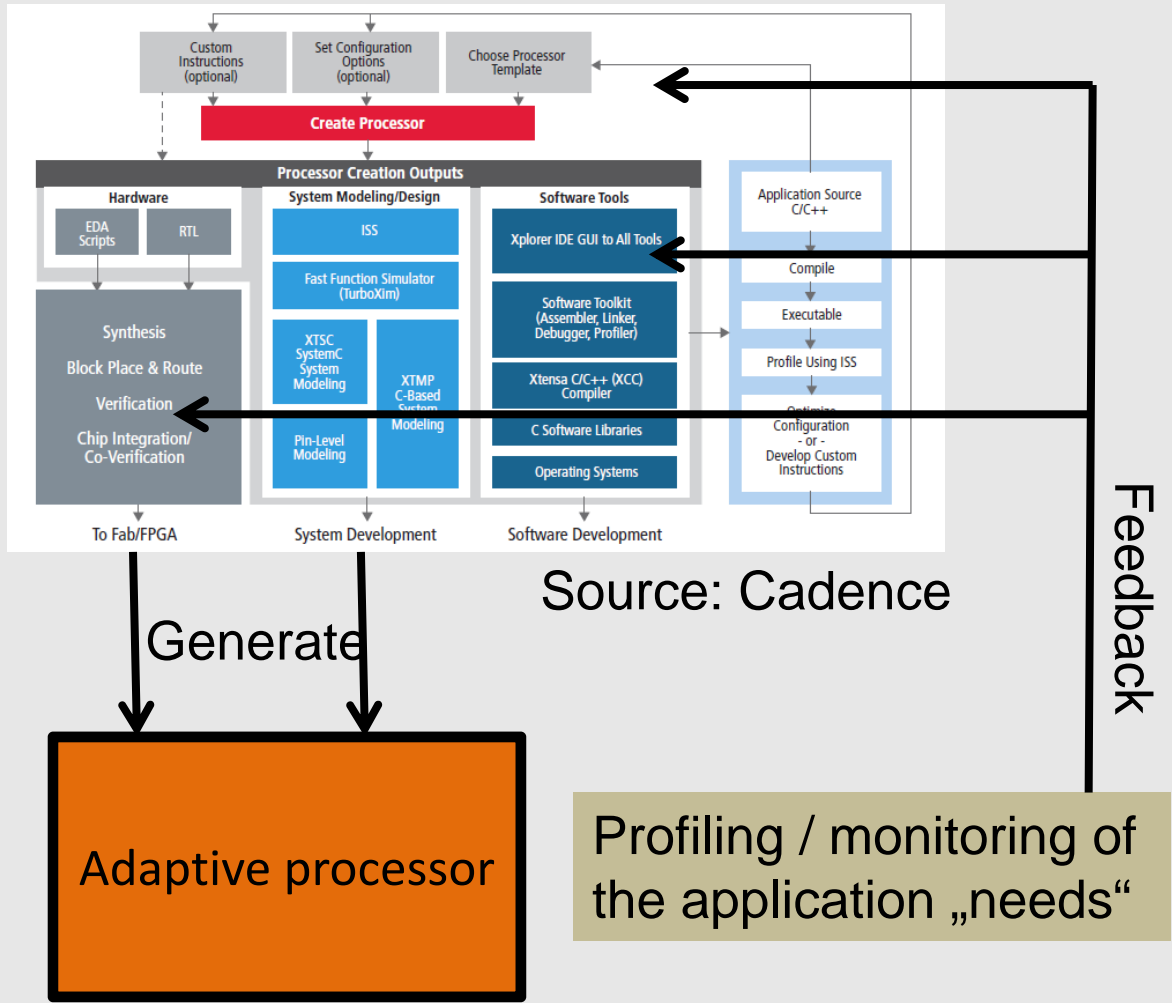 Custom
Instructions
(optional)
Set Configuration
Options
(optional)
Choose Processor
Template
Create Processor
Processor Creation Outputs
Hardware
EDA
Scripts
RTL
Synthesis
Block Place & Route
Verification
Chip Integration/
Co-Verification
To Fab/FPGA
System Modeling/Design
ISS
Fast Function Simulator
(TurboXim)
XTSC
SystemC
System
Modeling
XTMP
C-Based
System
Modeling
Pin-Level
Modeling
System Development
Software Tools
Xplorer IDE GUI to All Tools
Software Toolkit
(Assembler, Linker,
Debugger, Profiler)
Xtensa C/C++ (XCC)
Compiler
C Software Libraries
Operating Systems
Software Development
Application Source
C/C++
Compile
Executable
Profile Using ISS
Optimize
Configuration
- or -
Develop Custom
Instructions
Feedback
Source: Cadence
Generate
Adaptive processor
Profiling / monitoring of
the application „needs“